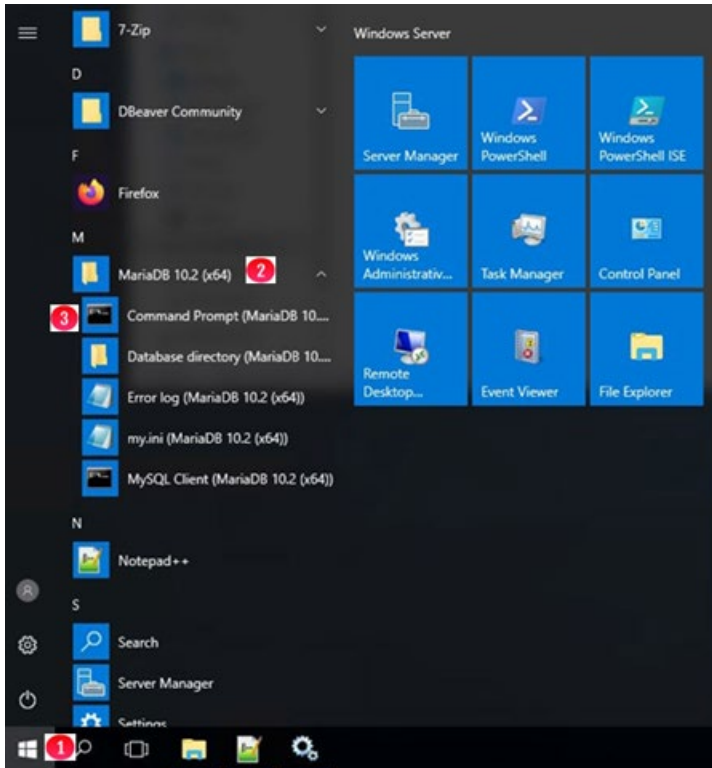 7-Zip
D
DBeaver Community
F
Firefox
M
MariaDB 10.2 (x64)
2
3
Command Prompt (MariaDB 10....
Database directory (MariaDB 10....
Error log (MariaDB 10.2 (x64))
my.ini (MariaDB 10.2 (x64))
MySQL Client (MariaDB 10.2 (x64))
N
Notepad++
S
Search
Server Manager
Settings
1
Windows Server
Server Manager
Windows
PowerShell
Windows
PowerShell ISE
Windows
Administrativ...
Task Manager
Control Panel
Remote
Desktop...
Event Viewer
File Explorer